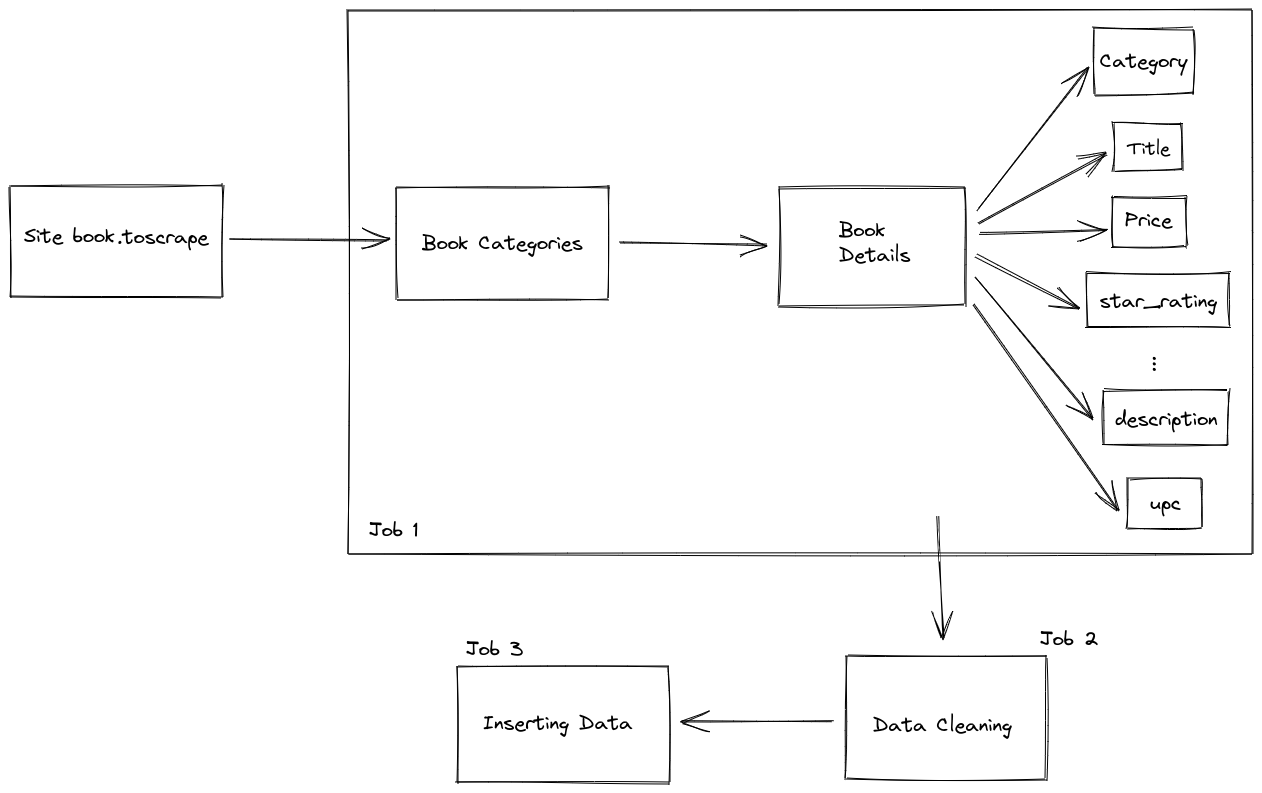 Category
Title
Site book.toscrape
Book Categories
Book
Details
Price
star_rating
⋮
description
upc
Job 1
Job 3
Job 2
Inserting Data
Data Cleaning